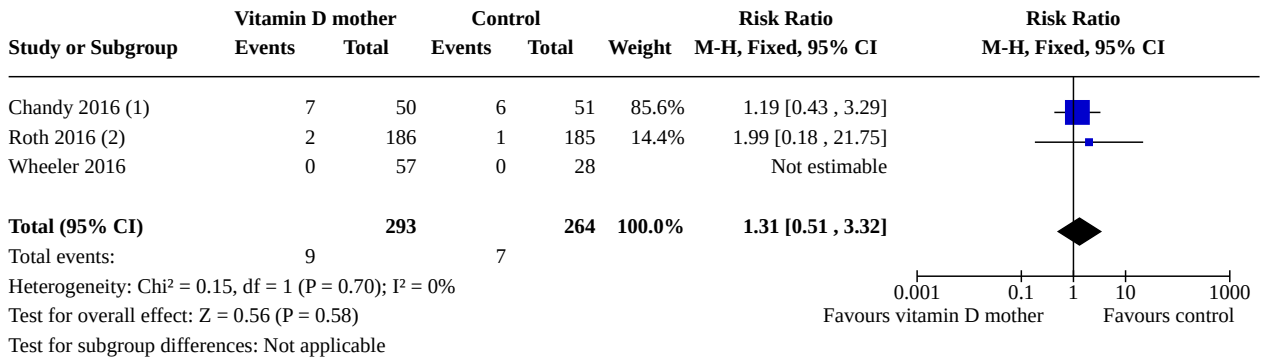 Vitamin D mother Control Risk Ratio Risk Ratio
Study or Subgroup Events Total Events Total Weight M-H, Fixed, 95% CI M-H, Fixed, 95% CI
Chandy 2016 (1) 7 50 6 51 85.6% 1.19 [0.43 , 3.29]
Roth 2016 (2) 2 186 1 185 14.4% 1.99 [0.18 , 21.75]
Wheeler 2016 0 57 0 28 Not estimable
Total (95% CI) 293 264 100.0% 1.31 [0.51 , 3.32]
Total events: 9 7
Heterogeneity: Chi² = 0.15, df = 1 (P = 0.70); I² = 0%
0.001 0.1 1 10 1000
Test for overall effect: Z = 0.56 (P = 0.58) Favours vitamin D mother Favours control
Test for subgroup differences: Not applicable